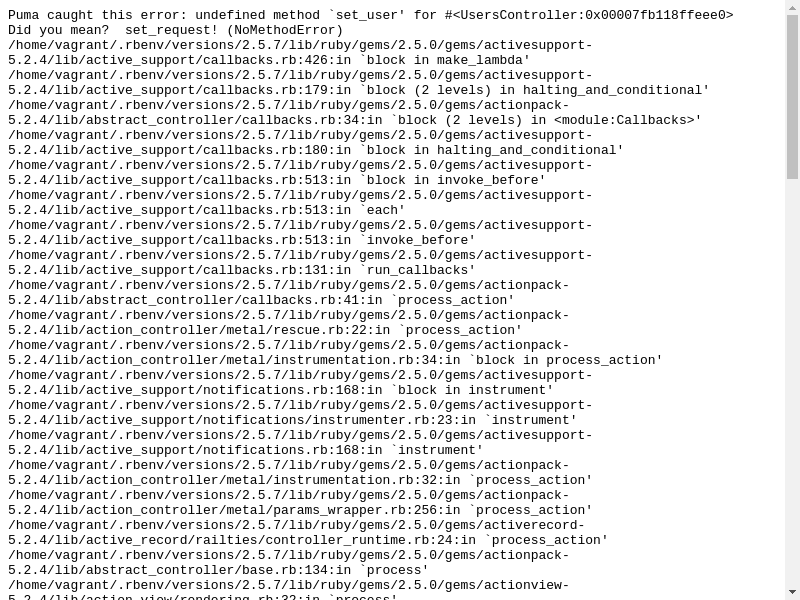 Puma caught this error: undefined method `set_user' for #<UsersController:0x00007fb118ffeee0>
Did you mean?  set_request! (NoMethodError)
/home/vagrant/.rbenv/versions/2.5.7/lib/ruby/gems/2.5.0/gems/activesupport-
5.2.4/lib/active_support/callbacks.rb:426:in `block in make_lambda'
/home/vagrant/.rbenv/versions/2.5.7/lib/ruby/gems/2.5.0/gems/activesupport-
5.2.4/lib/active_support/callbacks.rb:179:in `block (2 levels) in halting_and_conditional'
/home/vagrant/.rbenv/versions/2.5.7/lib/ruby/gems/2.5.0/gems/actionpack-
5.2.4/lib/abstract_controller/callbacks.rb:34:in `block (2 levels) in <module:Callbacks>'
/home/vagrant/.rbenv/versions/2.5.7/lib/ruby/gems/2.5.0/gems/activesupport-
5.2.4/lib/active_support/callbacks.rb:180:in `block in halting_and_conditional'
/home/vagrant/.rbenv/versions/2.5.7/lib/ruby/gems/2.5.0/gems/activesupport-
5.2.4/lib/active_support/callbacks.rb:513:in `block in invoke_before'
/home/vagrant/.rbenv/versions/2.5.7/lib/ruby/gems/2.5.0/gems/activesupport-
5.2.4/lib/active_support/callbacks.rb:513:in `each'
/home/vagrant/.rbenv/versions/2.5.7/lib/ruby/gems/2.5.0/gems/activesupport-
5.2.4/lib/active_support/callbacks.rb:513:in `invoke_before'
/home/vagrant/.rbenv/versions/2.5.7/lib/ruby/gems/2.5.0/gems/activesupport-
5.2.4/lib/active_support/callbacks.rb:131:in `run_callbacks'
/home/vagrant/.rbenv/versions/2.5.7/lib/ruby/gems/2.5.0/gems/actionpack-
5.2.4/lib/abstract_controller/callbacks.rb:41:in `process_action'
/home/vagrant/.rbenv/versions/2.5.7/lib/ruby/gems/2.5.0/gems/actionpack-
5.2.4/lib/action_controller/metal/rescue.rb:22:in `process_action'
/home/vagrant/.rbenv/versions/2.5.7/lib/ruby/gems/2.5.0/gems/actionpack-
5.2.4/lib/action_controller/metal/instrumentation.rb:34:in `block in process_action'
/home/vagrant/.rbenv/versions/2.5.7/lib/ruby/gems/2.5.0/gems/activesupport-
5.2.4/lib/active_support/notifications.rb:168:in `block in instrument'
/home/vagrant/.rbenv/versions/2.5.7/lib/ruby/gems/2.5.0/gems/activesupport-
5.2.4/lib/active_support/notifications/instrumenter.rb:23:in `instrument'
/home/vagrant/.rbenv/versions/2.5.7/lib/ruby/gems/2.5.0/gems/activesupport-
5.2.4/lib/active_support/notifications.rb:168:in `instrument'
/home/vagrant/.rbenv/versions/2.5.7/lib/ruby/gems/2.5.0/gems/actionpack-
5.2.4/lib/action_controller/metal/instrumentation.rb:32:in `process_action'
/home/vagrant/.rbenv/versions/2.5.7/lib/ruby/gems/2.5.0/gems/actionpack-
5.2.4/lib/action_controller/metal/params_wrapper.rb:256:in `process_action'
/home/vagrant/.rbenv/versions/2.5.7/lib/ruby/gems/2.5.0/gems/activerecord-
5.2.4/lib/active_record/railties/controller_runtime.rb:24:in `process_action'
/home/vagrant/.rbenv/versions/2.5.7/lib/ruby/gems/2.5.0/gems/actionpack-
5.2.4/lib/abstract_controller/base.rb:134:in `process'
/home/vagrant/.rbenv/versions/2.5.7/lib/ruby/gems/2.5.0/gems/actionview-
5.2.4/lib/action_view/rendering.rb:32:in `process'